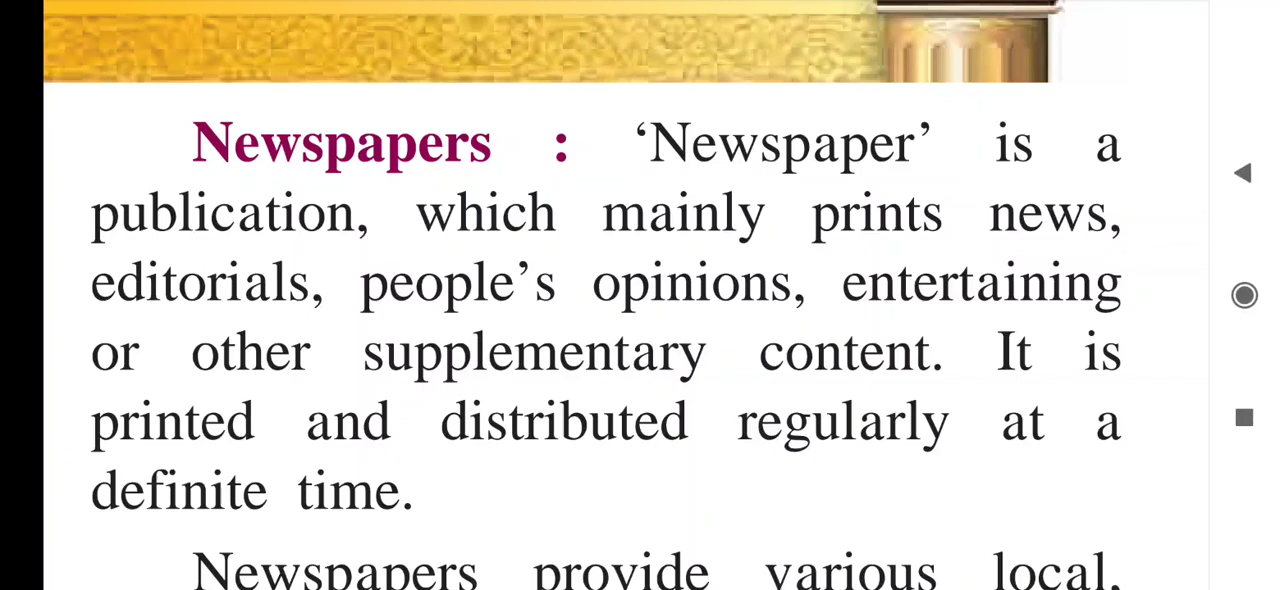 Newspapers : ‘Newspaper’ is a
publication, which mainly prints news,
editorials, people’s opinions, entertaining
or other supplementary content. It is
printed and distributed regularly at a
definite time.
Newspapers provide various local,